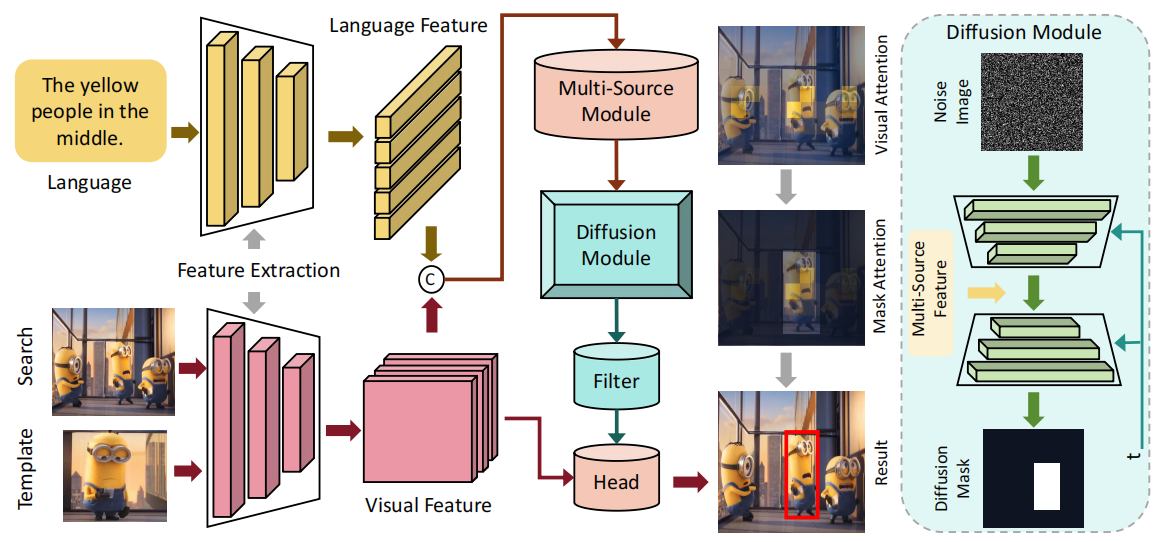 The yellow
people in the
middle.
Language
Language Feature
Feature Extraction
C
Search
Template
Visual Feature
Multi-Source
Module
Diffusion
Module
Filter
Head
Visual Attention
Mask Attention
Result
Diffusion Module
Noise
Image
Multi-Source
Feature
t
Diffusion
Mask